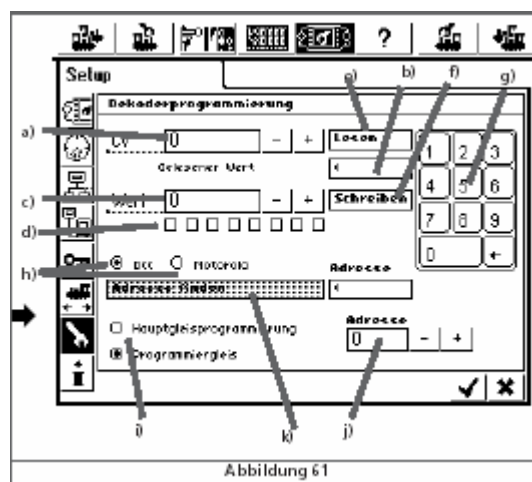 ?
Setup
Dekoderprogrammierung
a) CV 0 - + Lesen e) b) f) g)
Gelesener Wert
c) Wert 0 - + Schreiben
d)
1 2 3
4 5 6
7 8 9
0 ←
h) DCC Motorola
Adresse
Adresse finden
Hauptgleisprogrammierung
Adresse
0 - +
Programmiergleis
i) k) j)
Abbildung 61